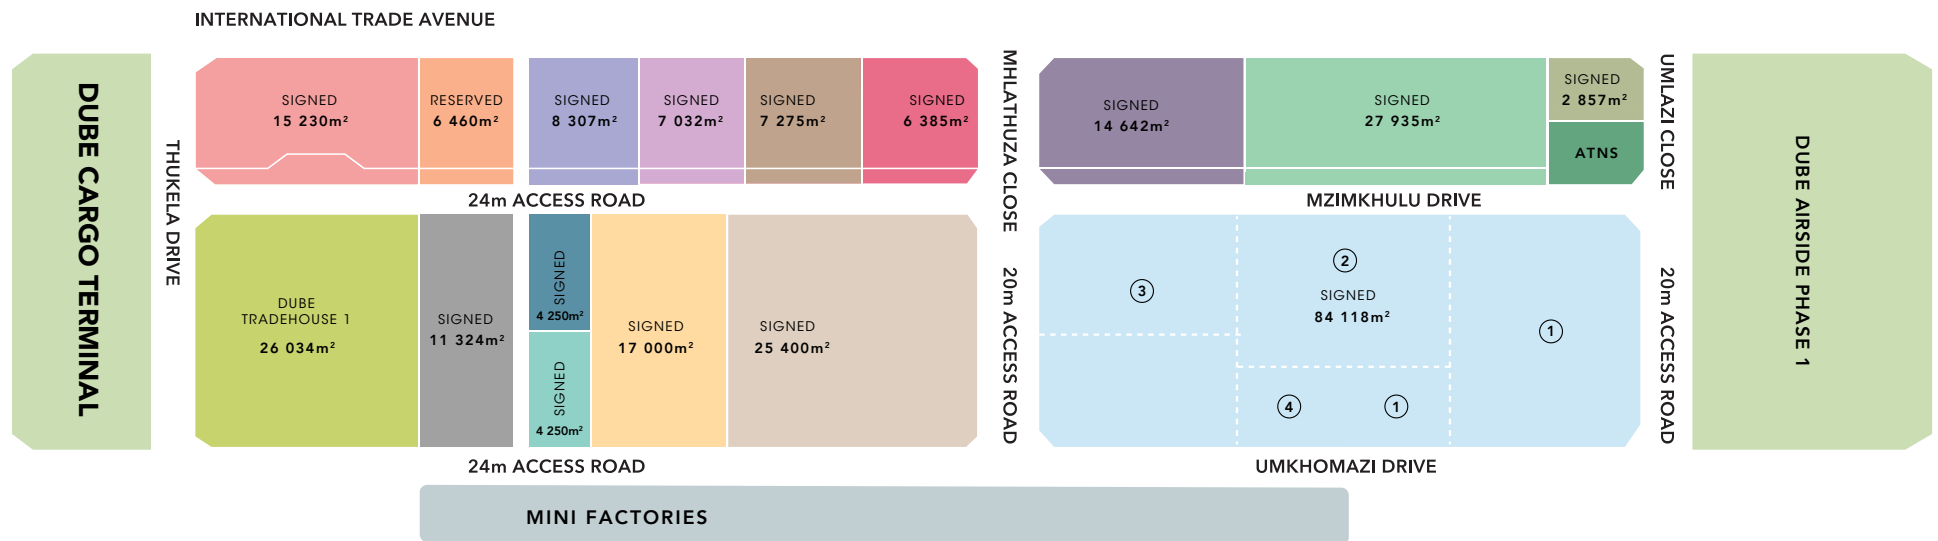 INTERNATIONAL TRADE AVENUE
DUBE CARGO TERMINAL
THUKELA DRIVE
SIGNED
15 230m²
RESERVED
6 460m²
SIGNED
8 307m²
SIGNED
7 032m²
SIGNED
7 275m²
SIGNED
6 385m²
MHLATHUZA CLOSE
SIGNED
14 642m²
SIGNED
27 935m²
SIGNED
2 857m²
ATNS
UMLAZI CLOSE
DUBE AIRSIDE PHASE 1
24m ACCESS ROAD
MZIMKHULU DRIVE
DUBE
TRADEHOUSE 1
26 034m²
SIGNED
11 324m²
SIGNED
4 250m²
SIGNED
4 250m²
SIGNED
17 000m²
SIGNED
25 400m²
20m ACCESS ROAD
3
2
SIGNED
84 118m²
1
4
1
20m ACCESS ROAD
24m ACCESS ROAD
UMKHOMAZI DRIVE
MINI FACTORIES